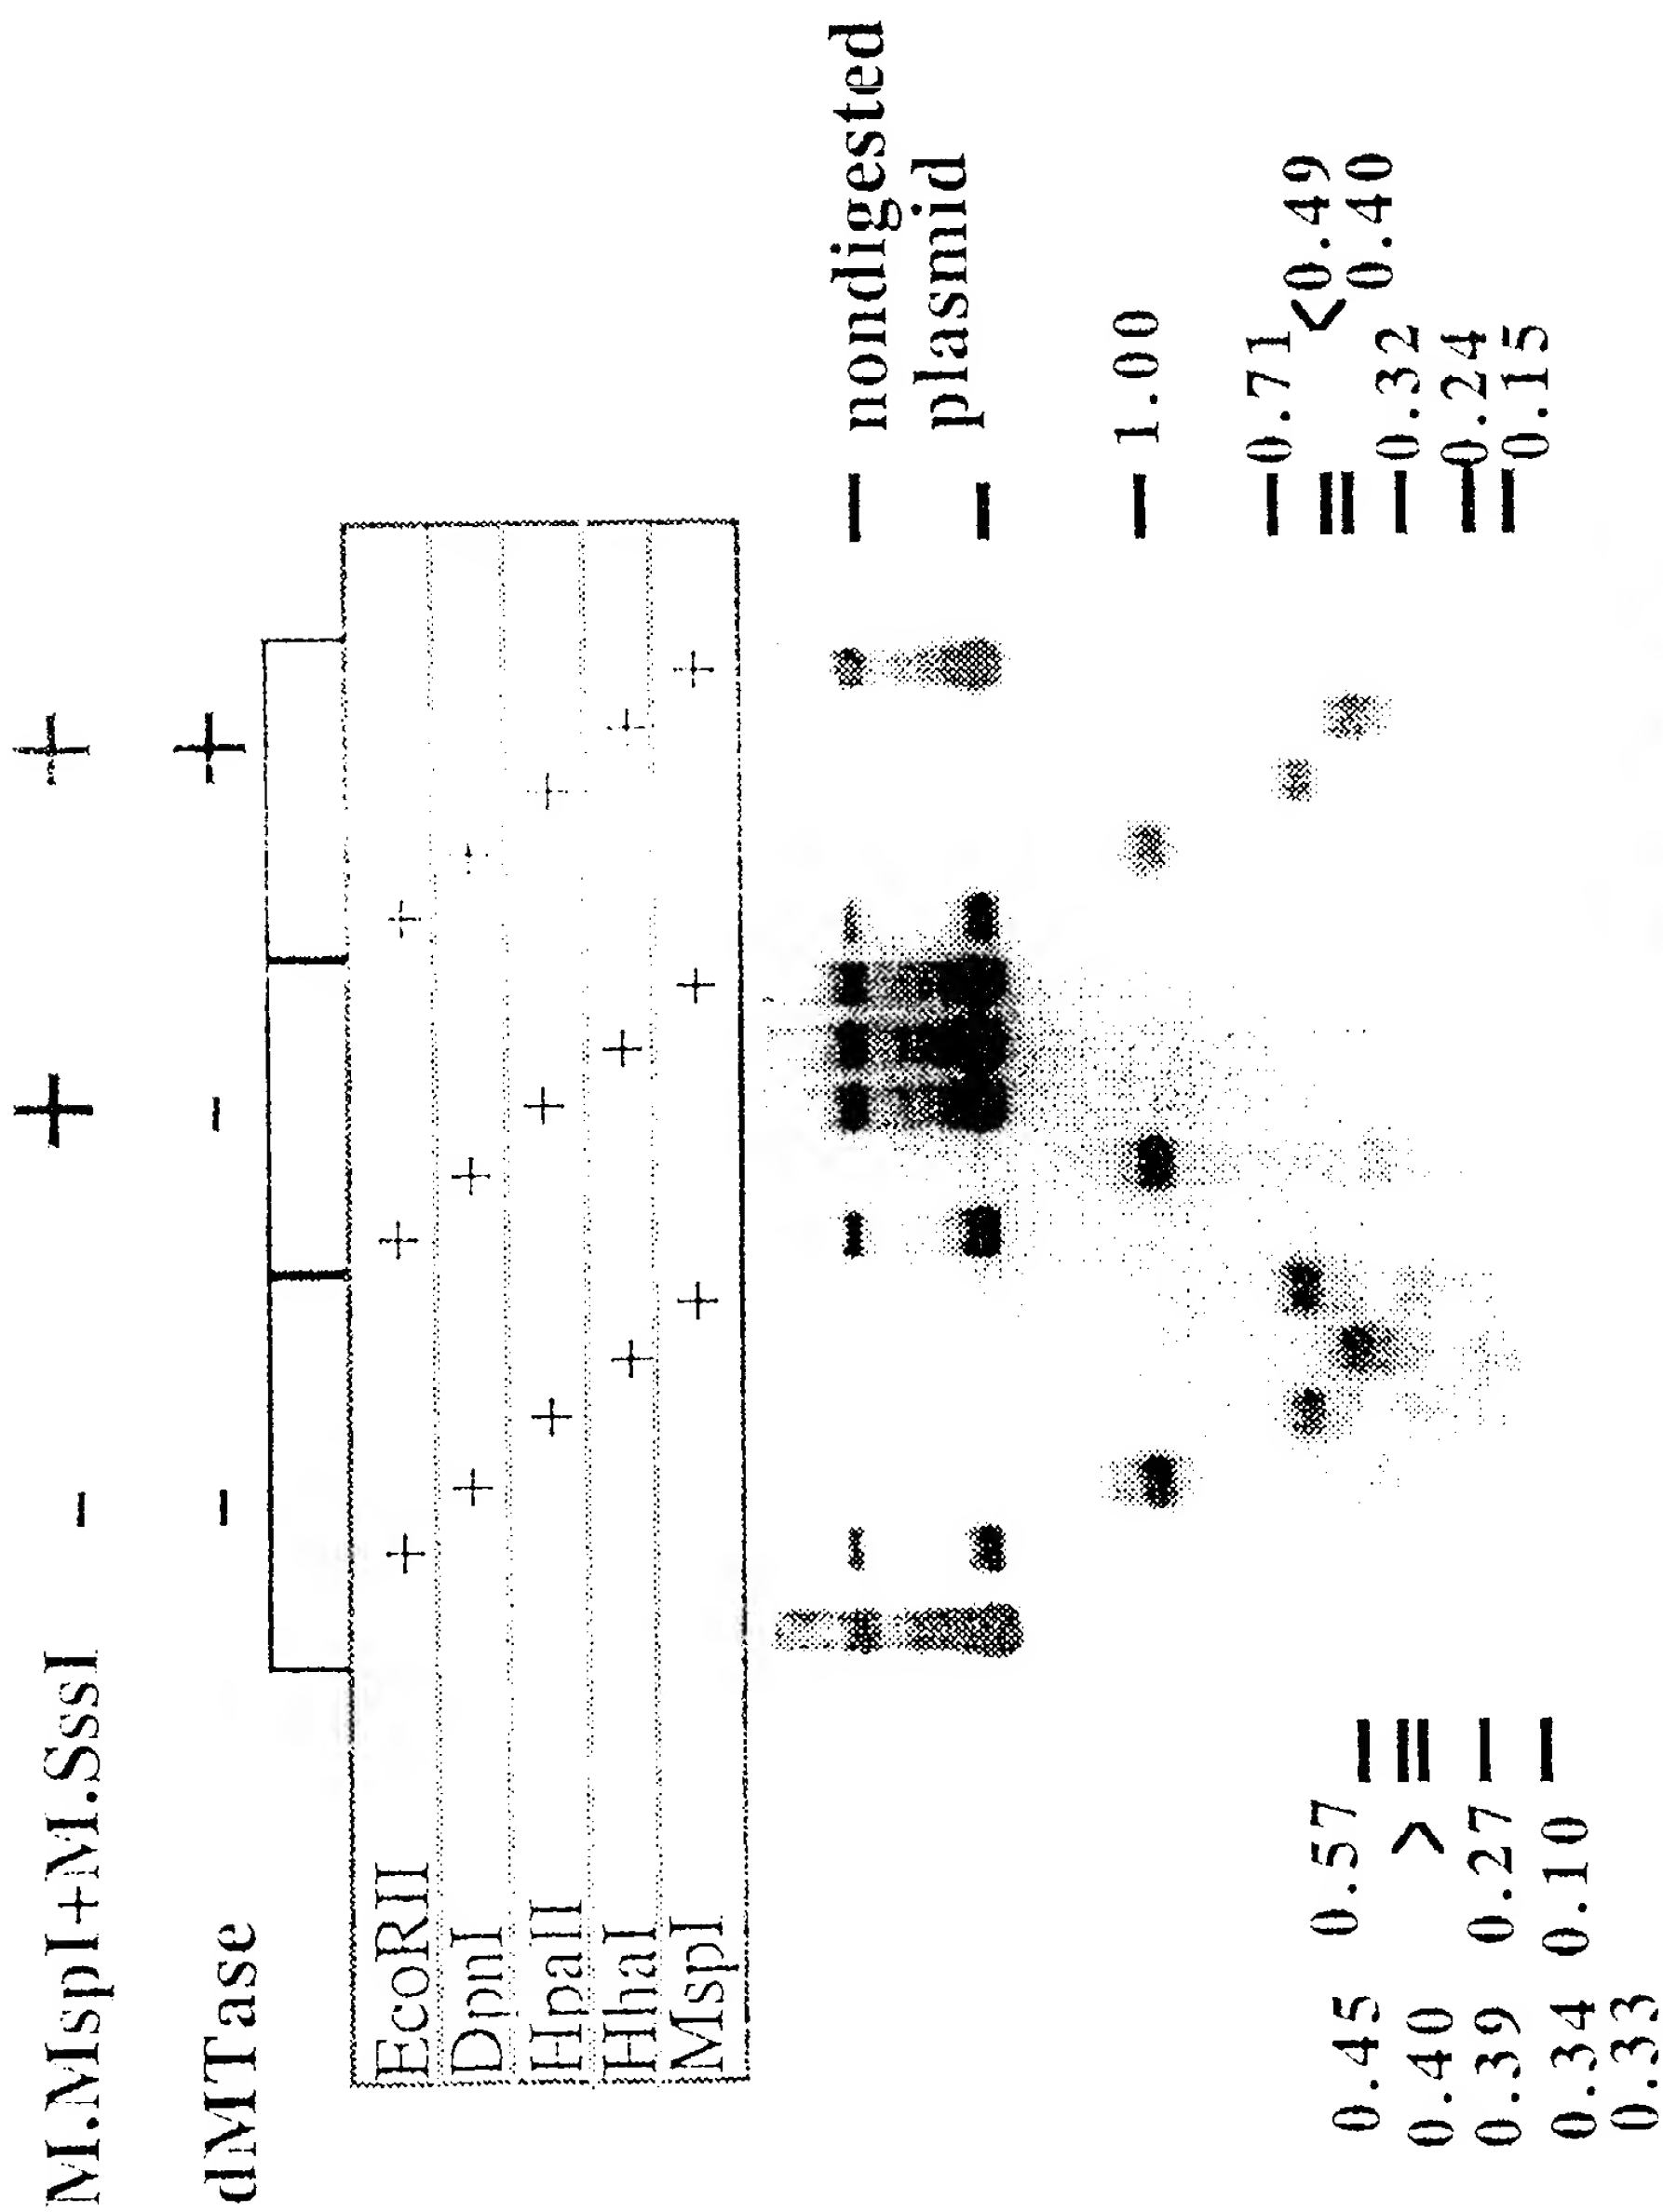 M.MspI+M.SssI - + +
dMTase - - +
EcoRII + + +
DpnI + + +
HpaII + + +
HhaI + + +
MspI + + +
nondigested
plasmid
1.00
0.71
<0.49
0.40
0.32
0.24
0.15
0.45 0.57
0.40 >
0.39 0.27
0.34 0.10
0.33